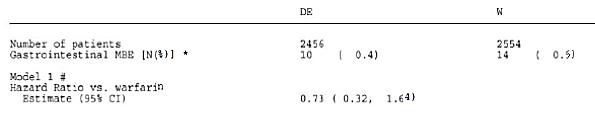 DE W
Number of patients 2456 2554
Gastrointestinal MBE [N(%)] * 10 ( 0.4) 14 ( 0.5)
Model 1 #
Hazard Ratio vs. warfarin
Estimate (95% CI) 0.73 ( 0.32, 1.64)